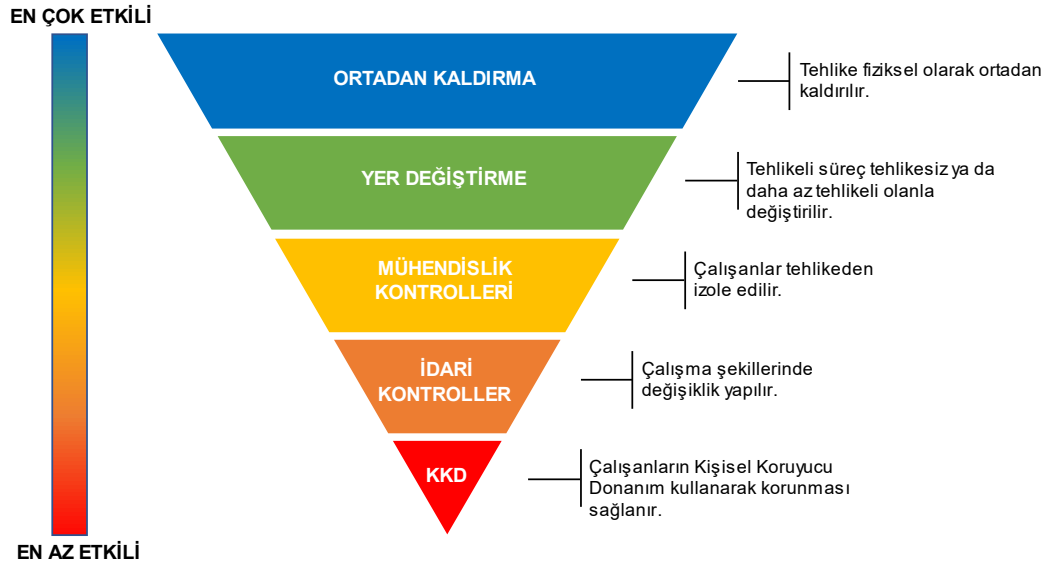 EN ÇOK ETKİLİ
ORTADAN KALDIRMA
Tehlike fiziksel olarak ortadan
kaldırılır.
YER DEĞİŞTİRME
Tehlikeli süreç tehlikesiz ya da
daha az tehlikeli olanla
değiştirilir.
MÜHENDİSLİK
KONTROLLERİ
Çalışanlar tehlikeden
izole edilir.
İDARİ
KONTROLLER
Çalışma şekillerinde
değişiklik yapılır.
KKD
Çalışanların Kişisel Koruyucu
Donanım kullanarak korunması
sağlanır.
EN AZ ETKİLİ